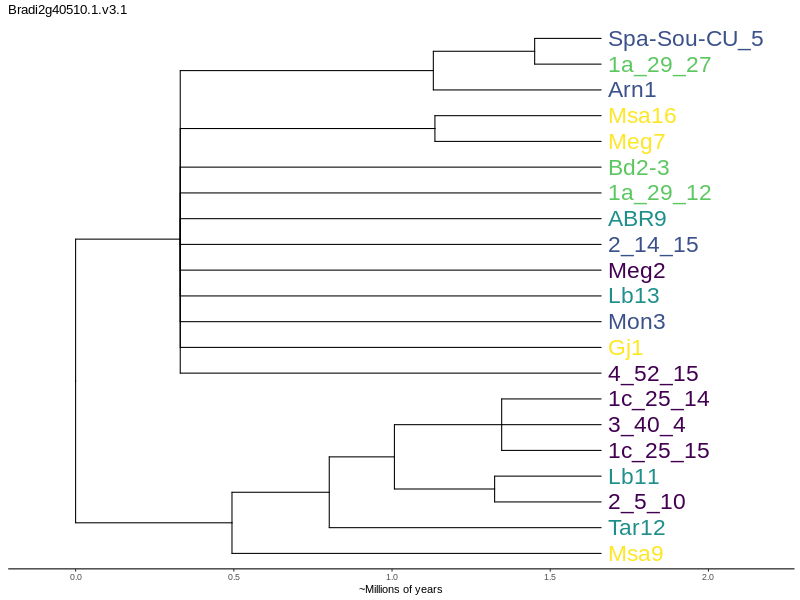 Bradi2g40510.1.v3.1
Spa-Sou-CU_5
1a_29_27
Arn1
Msa16
Meg7
Bd2-3
1a_29_12
ABR9
2_14_15
Meg2
Lb13
Mon3
Gj1
4_52_15
1c_25_14
3_40_4
1c_25_15
Lb11
2_5_10
Tar12
Msa9
0.0 0.5 1.0 1.5 2.0
~Millions of years